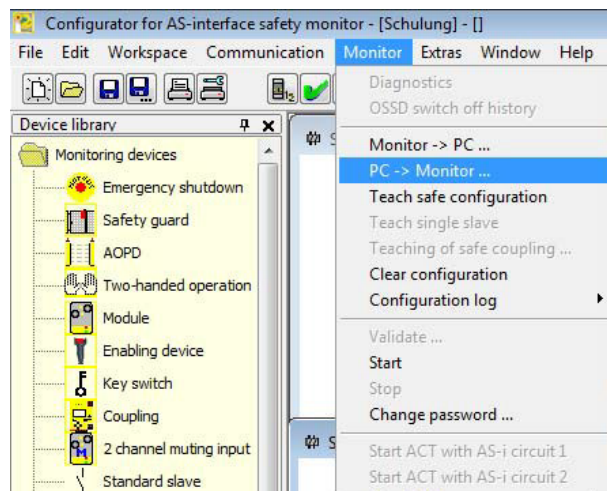 Configurator for AS-interface safety monitor - [Schulung] - []
File Edit Workspace Communication Monitor Extras Window Help
Device library
Monitoring devices
Emergency shutdown
Safety guard
AOPD
Two-handed operation
Module
Enabling device
Key switch
Coupling
2 channel muting input
Standard slave
Diagnostics
OSSD switch off history
Monitor -> PC ...
PC -> Monitor ...
Teach safe configuration
Teach single slave
Teaching of safe coupling ...
Clear configuration
Configuration log
Validate ...
Start
Stop
Change password ...
Start ACT with AS-i circuit 1
Start ACT with AS-i circuit 2